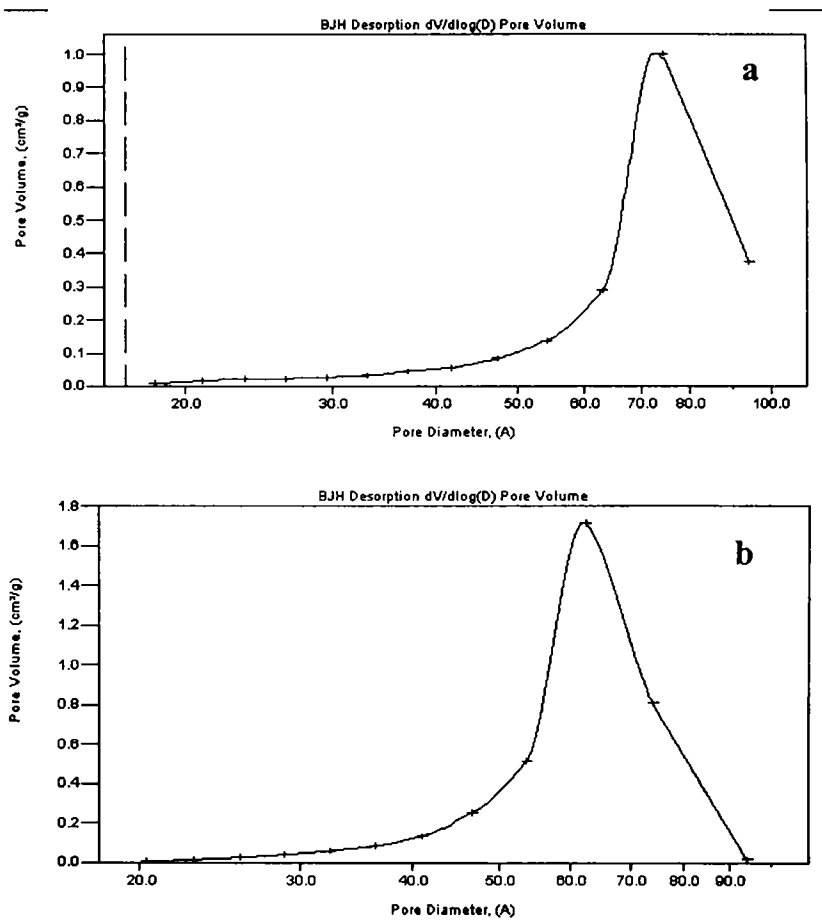 BJH Desorption dV/dlog(D) Pore Volume
a
Pore Volume, (cm³/g)
1.0
0.9
0.8
0.7
0.6
0.5
0.4
0.3
0.2
0.1
0.0
20.0 30.0 40.0 50.0 60.0 70.0 80.0 100.0
Pore Diameter, (A)
BJH Desorption dV/dlog(D) Pore Volume
b
Pore Volume, (cm³/g)
1.8
1.6
1.4
1.2
1.0
0.8
0.6
0.4
0.2
0.0
20.0 30.0 40.0 50.0 60.0 70.0 80.0 90.0
Pore Diameter, (A)